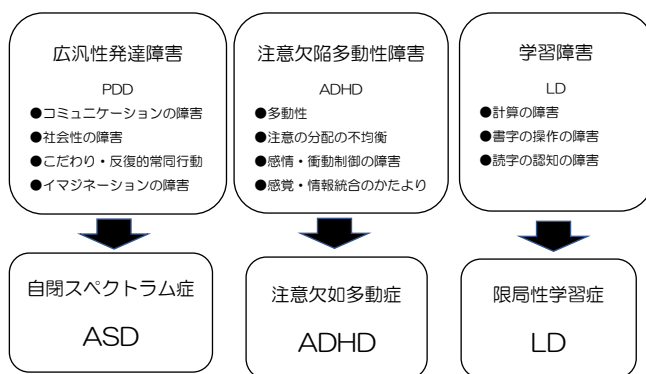 広汎性発達障害
PDD
●コミュニケーションの障害
●社会性の障害
●こだわり・反復的常同行動
●イマジネーションの障害
注意欠陥多動性障害
ADHD
●多動性
●注意の分配の不均衡
●感情・衝動制御の障害
●感覚・情報統合のかたより
学習障害
LD
●計算の障害
●書字の操作の障害
●読字の認知の障害
自閉スペクトラム症
ASD
注意欠如多動症
ADHD
限局性学習症
LD